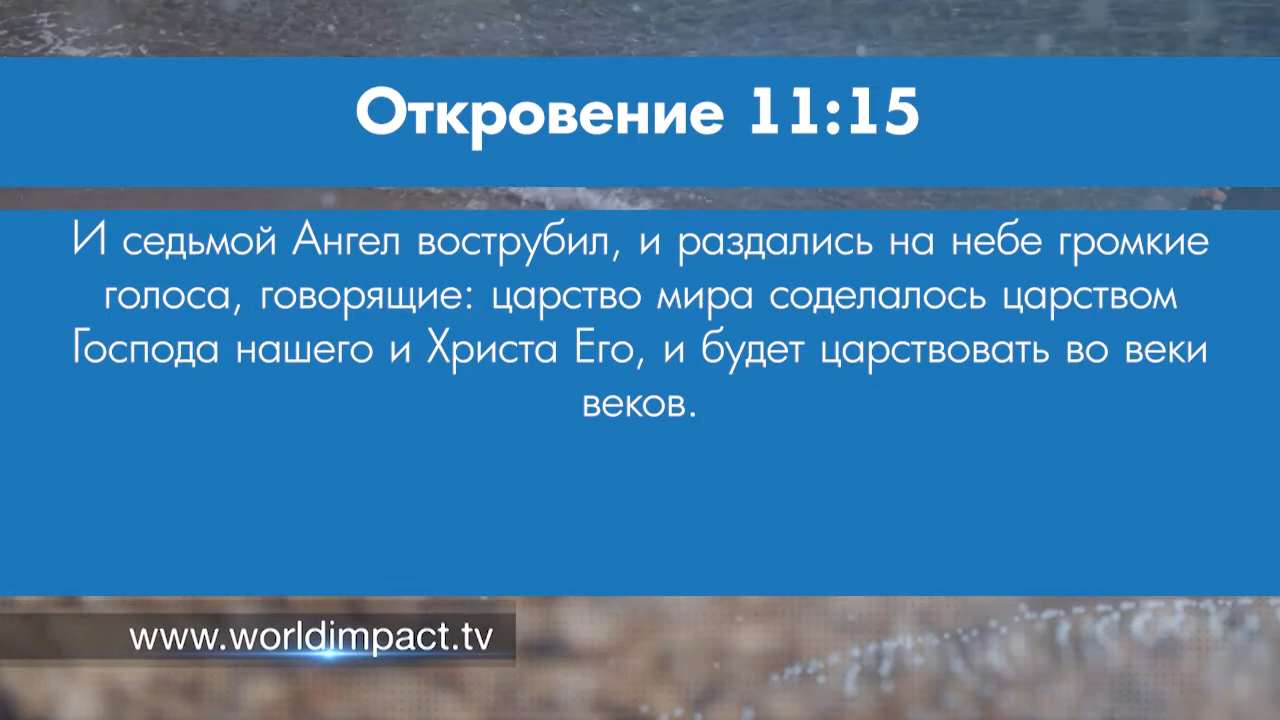 Откровение 11:15
И седьмой Ангел вострубил, и раздались на небе громкие
голоса, говорящие: царство мира соделалось царством
Господа нашего и Христа Его, и будет царствовать во веки
веков.
www.worldimpact.tv